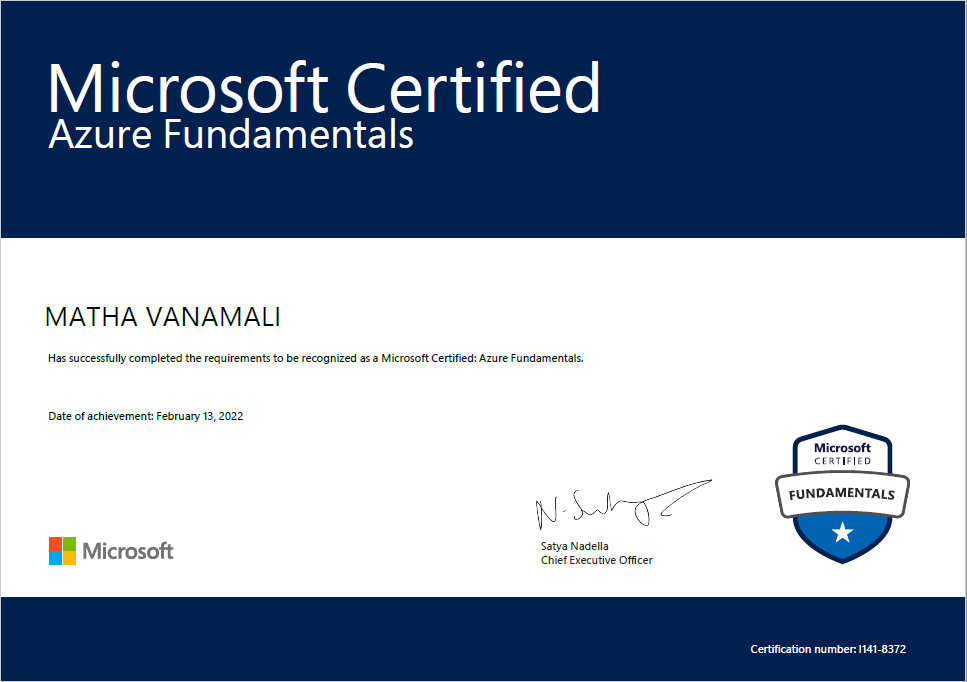 Microsoft Certified
Azure Fundamentals
MATHA VANAMALI
Has successfully completed the requirements to be recognized as a Microsoft Certified: Azure Fundamentals.
Date of achievement: February 13, 2022
Microsoft
CERTIFIED
FUNDAMENTALS
N. Satya
Satya Nadella
Chief Executive Officer
Microsoft
Certification number: I141-8372